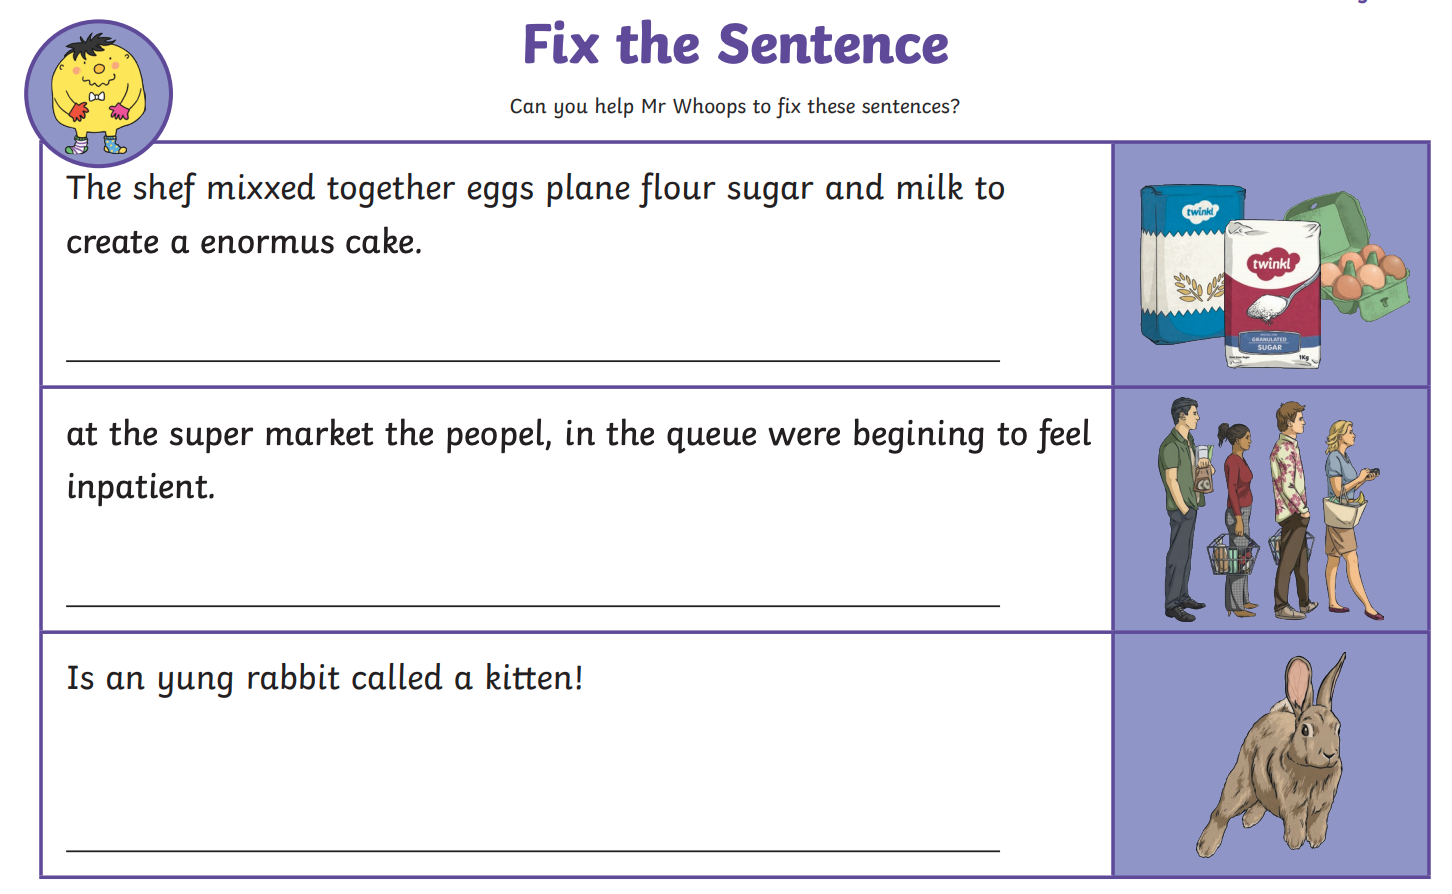 Fix the Sentence
Can you help Mr Whoops to fix these sentences?
The shef mixxed together eggs plane flour sugar and milk to
create a enormus cake.
twinkl
twinkl
GRANULATED
SUGAR
1Kg
at the super market the peopel, in the queue were begining to feel
inpatient.
Is an yung rabbit called a kitten!